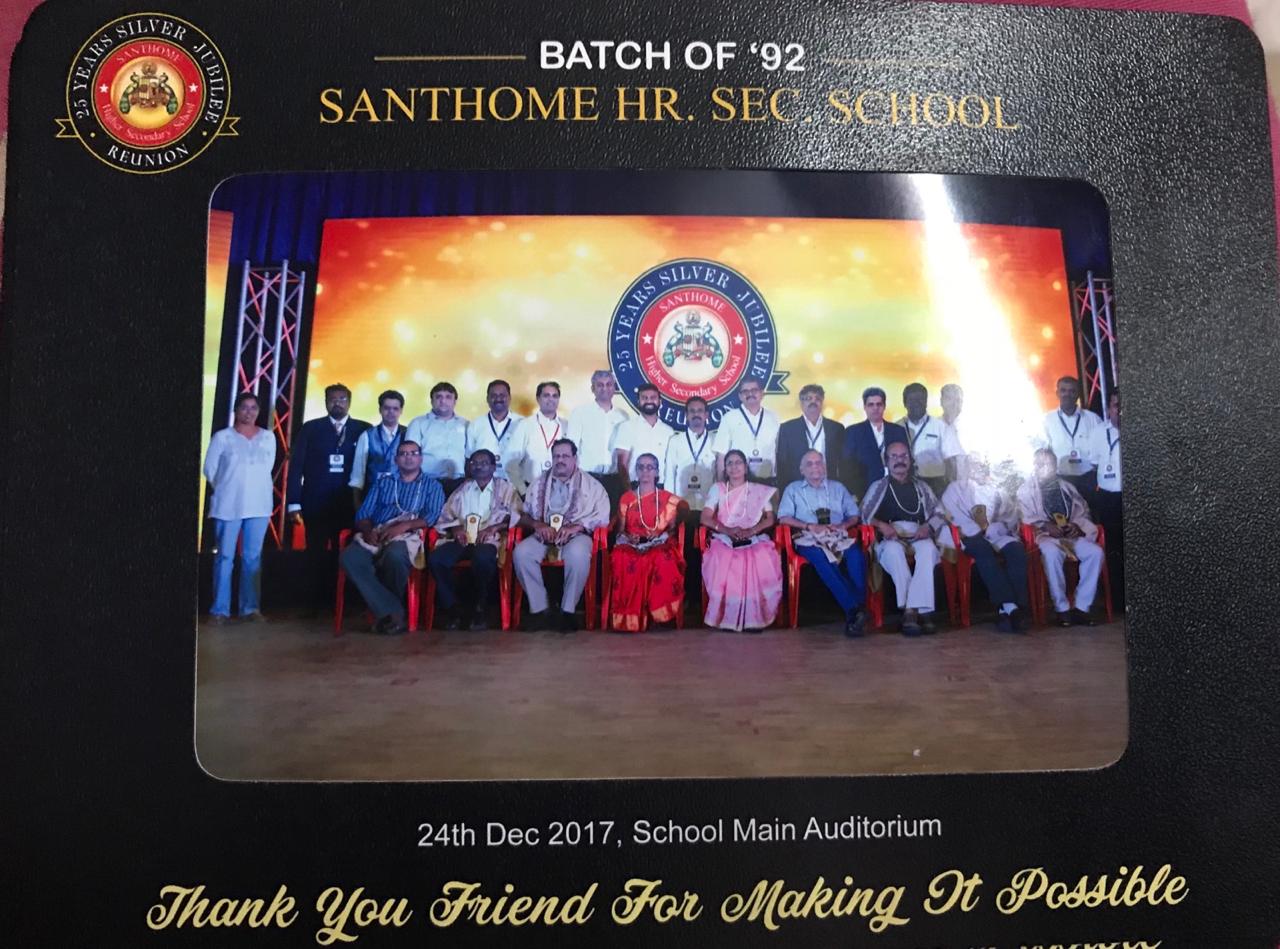 25 YEARS SILVER JUBILEE
SANTHOME
Higher Secondary School
REUNION
BATCH OF ‘92
SANTHOME HR. SEC. SCHOOL
25 YEARS SILVER JUBILEE
SANTHOME
Higher Secondary School
REUNION
24th Dec 2017, School Main Auditorium
Thank You Friend For Making It Possible